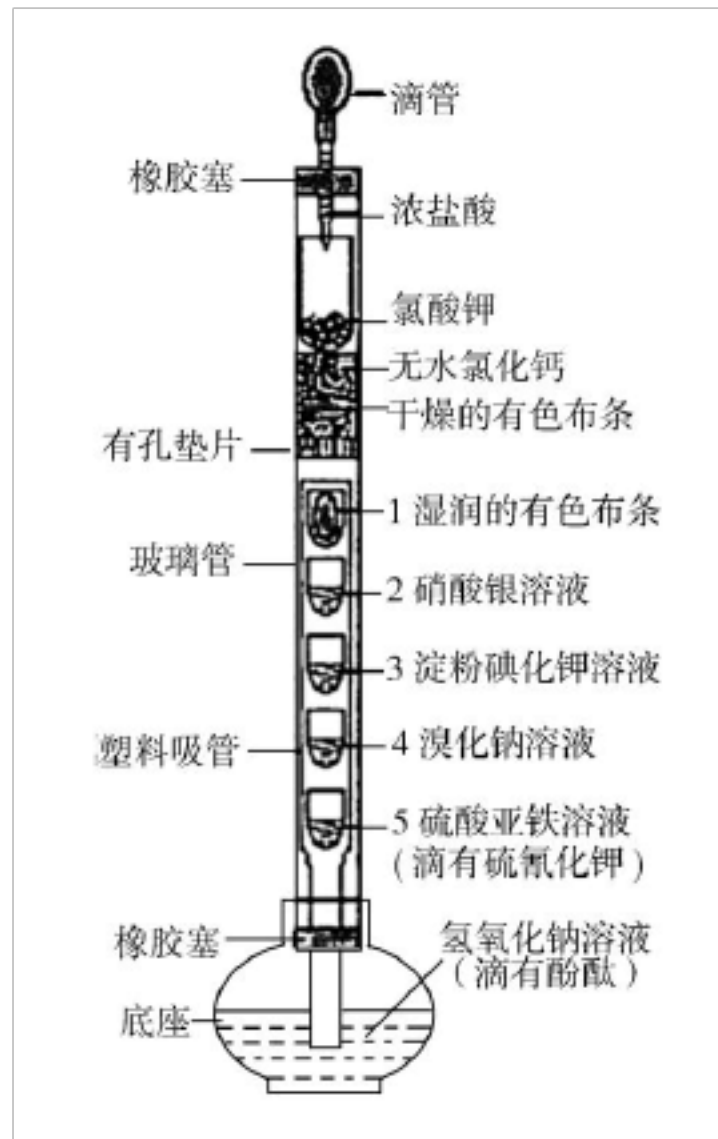 滴管
橡胶塞
浓盐酸
氯酸钾
无水氯化钙
干燥的有色布条
有孔垫片
1 湿润的有色布条
玻璃管
2 硝酸银溶液
3 淀粉碘化钾溶液
塑料吸管
4 溴化钠溶液
5 硫酸亚铁溶液
(滴有硫氰化钾)
橡胶塞
氢氧化钠溶液
(滴有酚酞)
底座